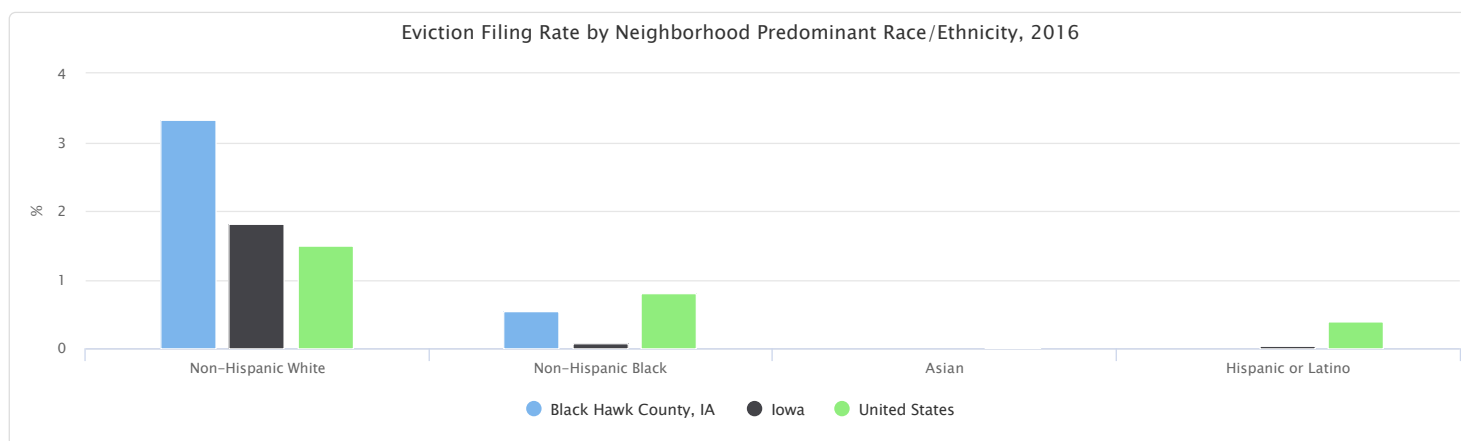 Eviction Filing Rate by Neighborhood Predominant Race/Ethnicity, 2016
4
3
%
2
1
0
Non-Hispanic White Non-Hispanic Black Asian Hispanic or Latino
Black Hawk County, IA Iowa United States